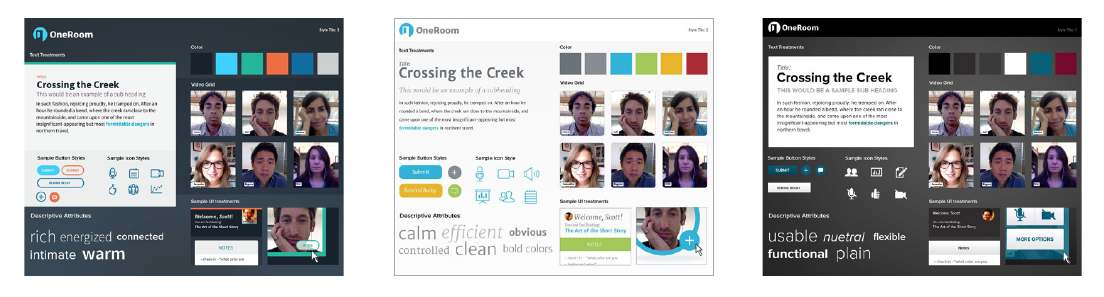 OneRoom
Style Tile: 1
Text Treatments
Title
Crossing the Creek
This would be an example of a sub heading
In such fashion, rejoicing proudly, he tramped on. After an
hour he rounded a bend, where the creek ran close to the
mountainside, and came upon one of the most
insignificant-appearing but most formidable dangers in
northern travel.
Sample Button Styles
SUBMIT
SUBMIT
Sample Icon Styles
Descriptive Attributes
rich energized connected
intimate warm
Color
Video Grid
Sample UI treatments
Welcome, Scott!
The Art of the Short Story
NOTES
OneRoom
Text Treatments
Title
Crossing the Creek
This would be an example of a subheading
In such fashion, rejoicing proudly, he tramped on. After an hour he
rounded a bend, where the creek ran close to the mountainside,
and came upon one of the most insignificant-appearing but most
formidable dangers in northern travel.
Sample Button Styles
Submit
Remind Betsy
Sample Icon Style
Descriptive Attributes
calm efficient obvious
controlled clean bold colors
Color
Video Grid
Sample UI treatments
Welcome, Scott!
The Art of the Short Story
NOTES
OneRoom
Text Treatments
Title:
Crossing the Creek
THIS WOULD BE A SAMPLE SUB HEADING
In such fashion, rejoicing proudly, he tramped on. After an
hour he rounded a bend, where the creek ran close to the
mountainside, and came upon one of the most
insignificant-appearing but most formidable dangers in
northern travel.
Sample Button Styles
SUBMIT
Sample Icon Styles
Descriptive Attributes
usable nuetral flexible
functional plain
Color
Video Grid
Sample UI treatments
Welcome, Scott!
The Art of the Short Story
Notes
MORE OPTIONS